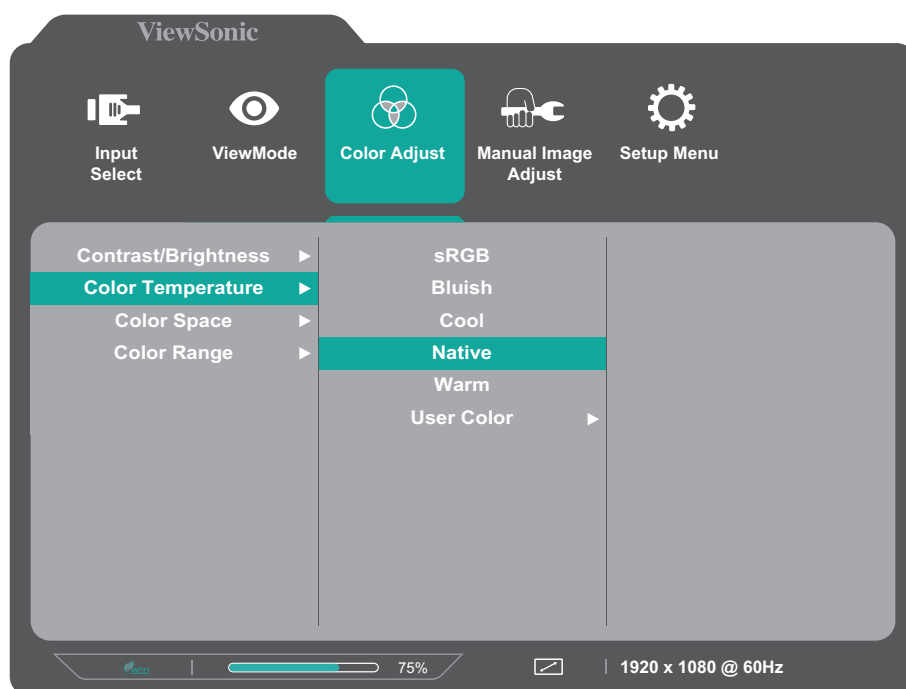 ViewSonic
Input
Select
ViewMode
Color Adjust
Manual Image
Adjust
Setup Menu
Contrast/Brightness
Color Temperature
Color Space
Color Range
sRGB
Bluish
Cool
Native
Warm
User Color
eco
75%
1920 x 1080 @ 60Hz